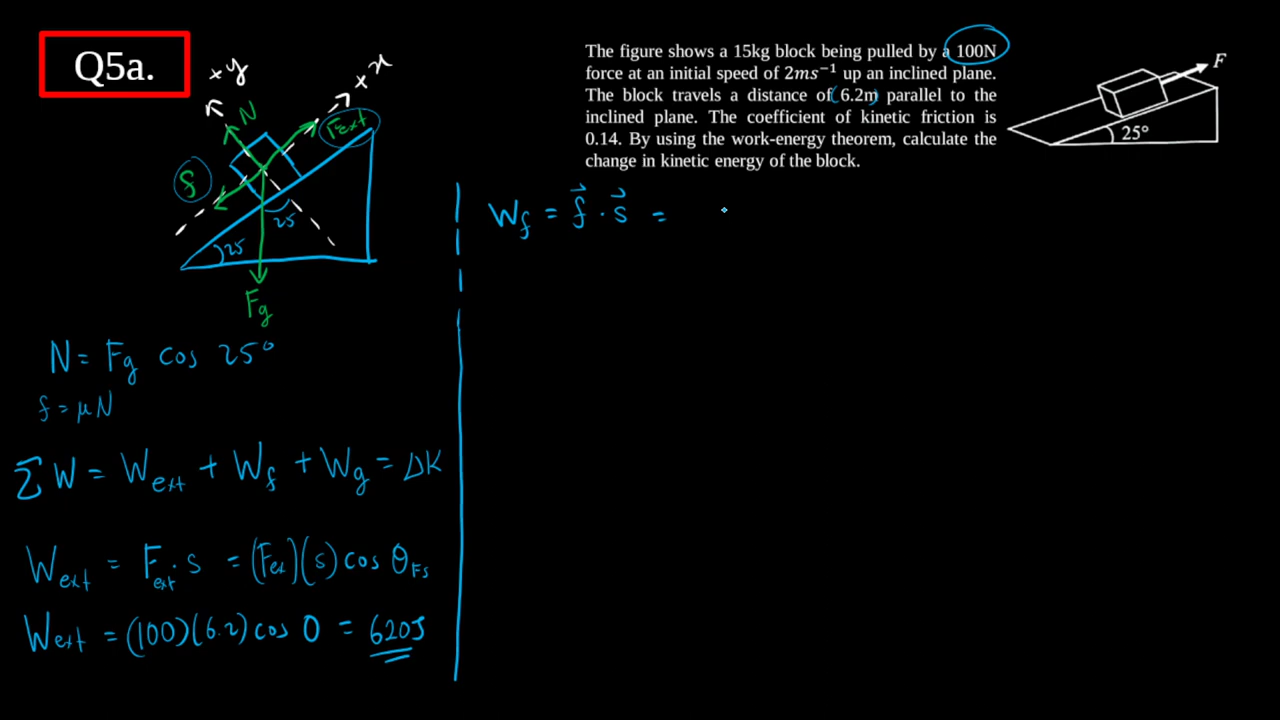 Q5a.
The figure shows a 15kg block being pulled by a 100N
force at an initial speed of 2ms⁻¹ up an inclined plane.
The block travels a distance of 6.2m parallel to the
inclined plane. The coefficient of kinetic friction is
0.14. By using the work-energy theorem, calculate the
change in kinetic energy of the block.
F
25°
+y
+x
N
Fext
f
25
25
Fg
N = Fg cos 25°
f = μN
ΣW = Wext + Wf + Wg = ΔK
Wext = Fext · s = (Fex)(s) cos θFs
Wext = (100)(6.2) cos 0 = 620J
Wf = f⃗ · s⃗ =